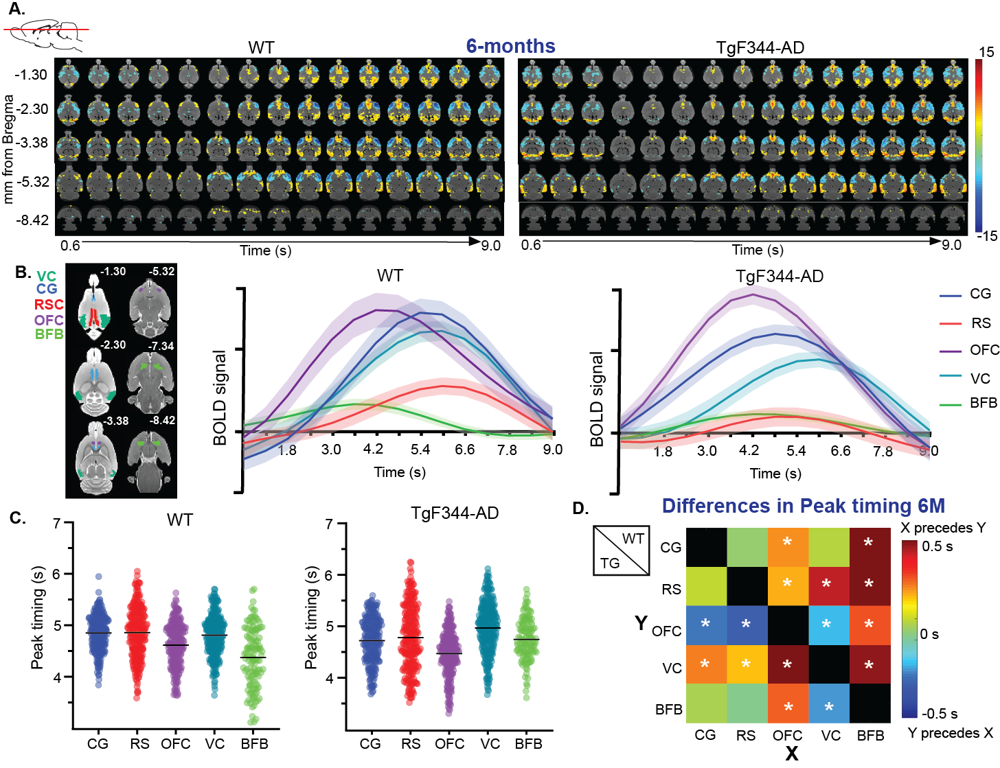 A.
WT
6-months
TgF344-AD
15
-15
mm from Bregma
-1.30
-2.30
-3.38
-5.32
-8.42
0.6
Time (s)
9.0
0.6
Time (s)
9.0
B.
VC
CG
RSC
OFC
BFB
-1.30
-5.32
-2.30
-7.34
-3.38
-8.42
WT
BOLD signal
1.8 3.0 4.2 5.4 6.6 7.8 9.0
Time (s)
TgF344-AD
BOLD signal
1.8 3.0 4.2 5.4 6.6 7.8 9.0
Time (s)
CG
RS
OFC
VC
BFB
C.
WT
Peak timing (s)
7
6
5
4
CG RS OFC VC BFB
TgF344-AD
Peak timing (s)
7
6
5
4
CG RS OFC VC BFB
D.
Differences in Peak timing 6M
WT
TG
X precedes Y
0.5 s
0 s
-0.5 s
Y precedes X
Y
CG
RS
OFC
VC
BFB
* *
* * *
* * * *
* * * *
* *
CG RS OFC VC BFB
X